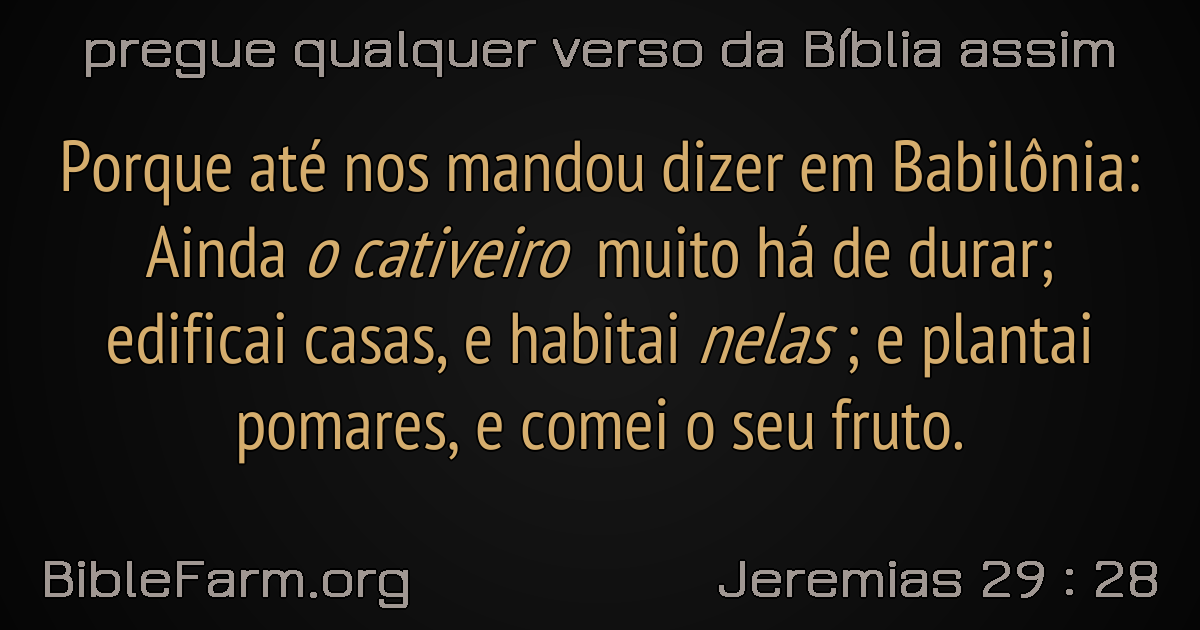 pregue qualquer verso da Bíblia assim
Porque até nos mandou dizer em Babilônia:
Ainda o cativeiro muito há de durar;
edificai casas, e habitai nelas ; e plantai
pomares, e comei o seu fruto.
BibleFarm.org
Jeremias 29 : 28